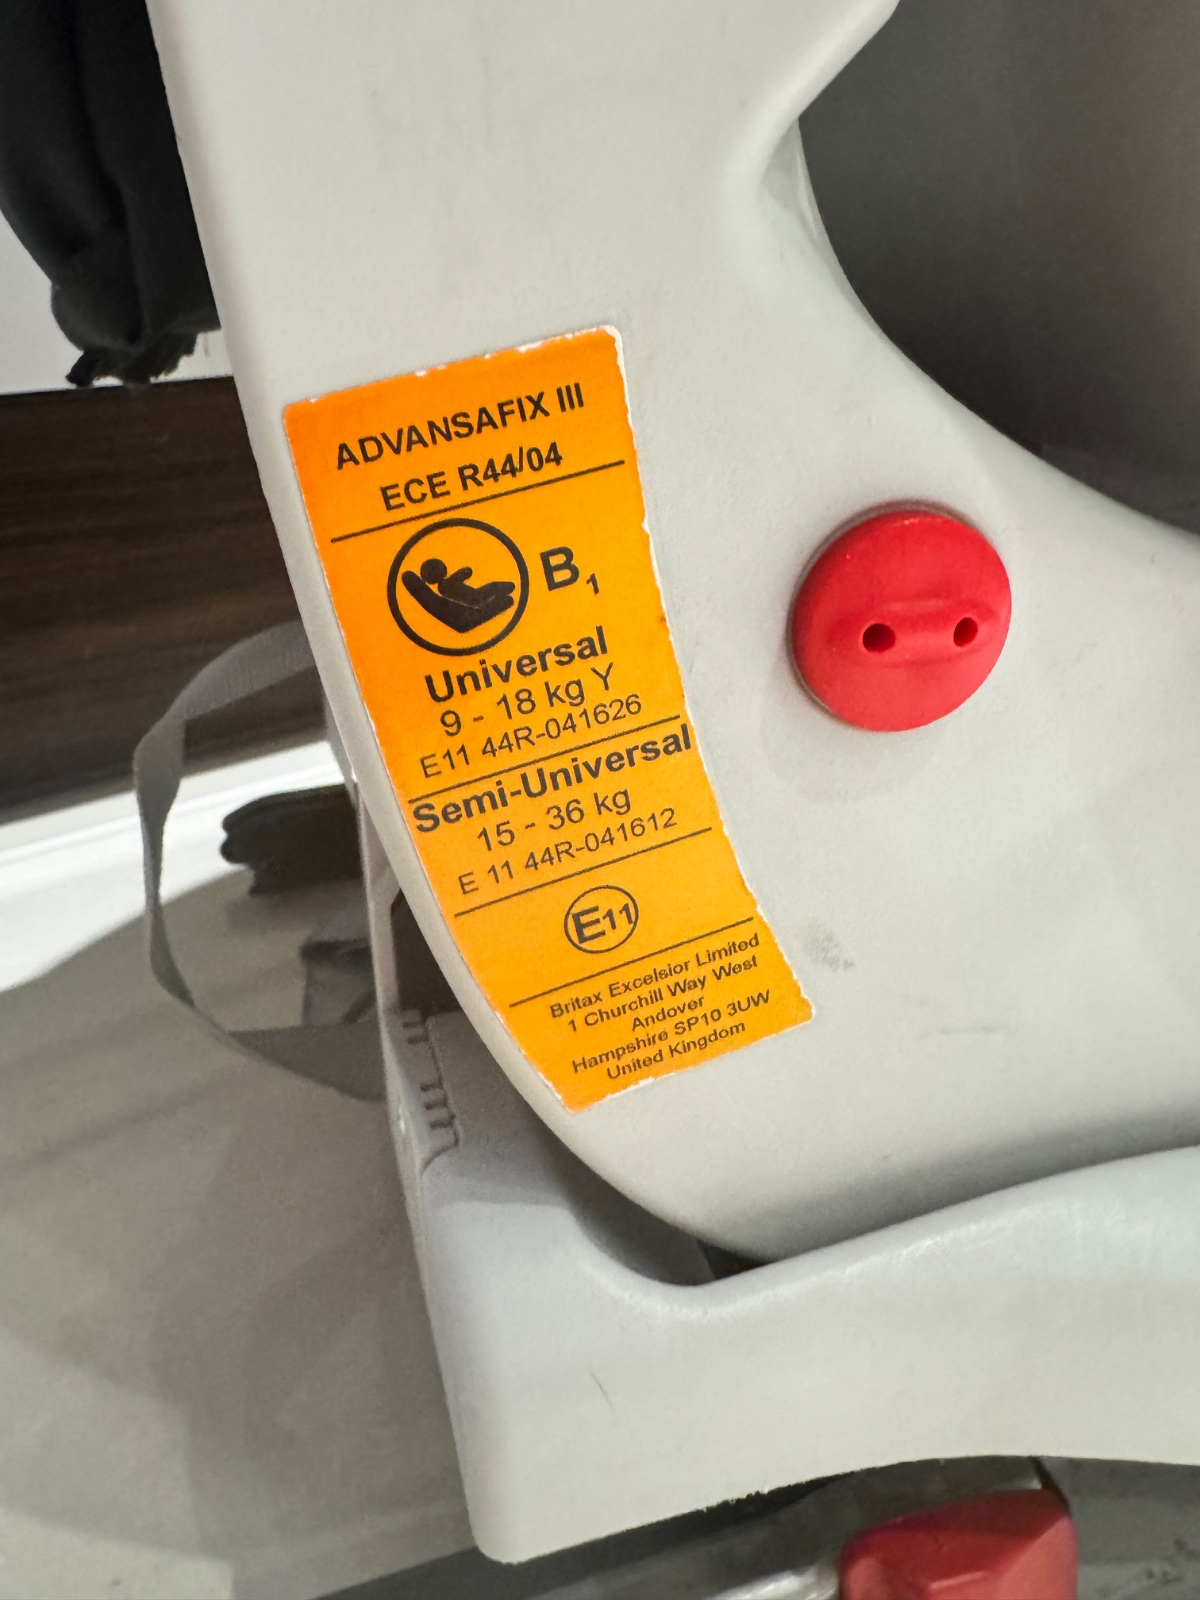 ADVANSAFIX III
ECE R44/04
B1
Universal
9 - 18 kg Y
E11 44R-041626
Semi-Universal
15 - 36 kg
E 11 44R-041612
E11
Britax Excelsior Limited
1 Churchill Way West
Andover
Hampshire SP10 3UW
United Kingdom